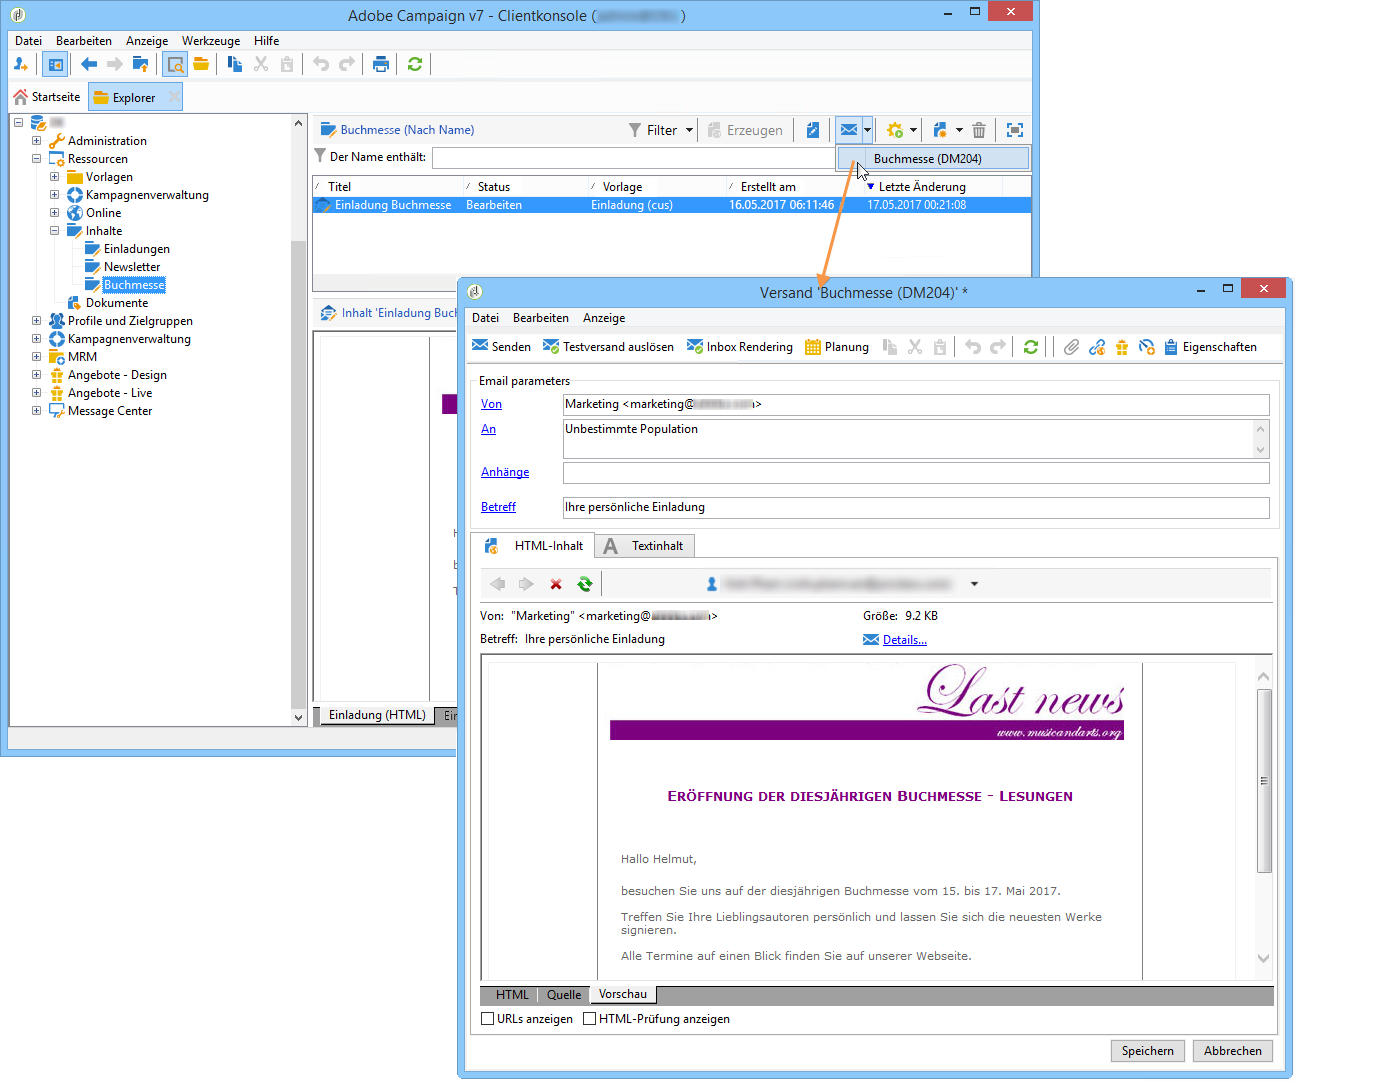 Adobe Campaign v7 - Clientkonsole ( )
Datei Bearbeiten Anzeige Werkzeuge Hilfe
Startseite Explorer
Administration
Ressourcen
Vorlagen
Kampagnenverwaltung
Online
Inhalte
Einladungen
Newsletter
Buchmesse
Dokumente
Profile und Zielgruppen
Kampagnenverwaltung
MRM
Angebote - Design
Angebote - Live
Message Center
Buchmesse (Nach Name) Filter Erzeugen
Der Name enthält: Buchmesse (DM204)
Titel Status Vorlage Erstellt am Letzte Änderung
Einladung Buchmesse Bearbeiten Einladung (cus) 16.05.2017 06:11:46 17.05.2017 00:21:08
Inhalt 'Einladung Buch
Einladung (HTML) Ein
Versand 'Buchmesse (DM204)' *
Datei Bearbeiten Anzeige
Senden Testversand auslösen Inbox Rendering Planung Eigenschaften
Email parameters
Von Marketing <marketing@ >
An Unbestimmte Population
Anhänge
Betreff Ihre persönliche Einladung
HTML-Inhalt A Textinhalt
Von: "Marketing" <marketing@ > Größe: 9.2 KB
Betreff: Ihre persönliche Einladung Details...
Last news
www.musicandarts.org
Eröffnung der diesjährigen Buchmesse - Lesungen
Hallo Helmut,
besuchen Sie uns auf der diesjährigen Buchmesse vom 15. bis 17. Mai 2017.
Treffen Sie Ihre Lieblingsautoren persönlich und lassen Sie sich die neuesten Werke
signieren.
Alle Termine auf einen Blick finden Sie auf unserer Webseite.
HTML Quelle Vorschau
URLs anzeigen HTML-Prüfung anzeigen
Speichern Abbrechen